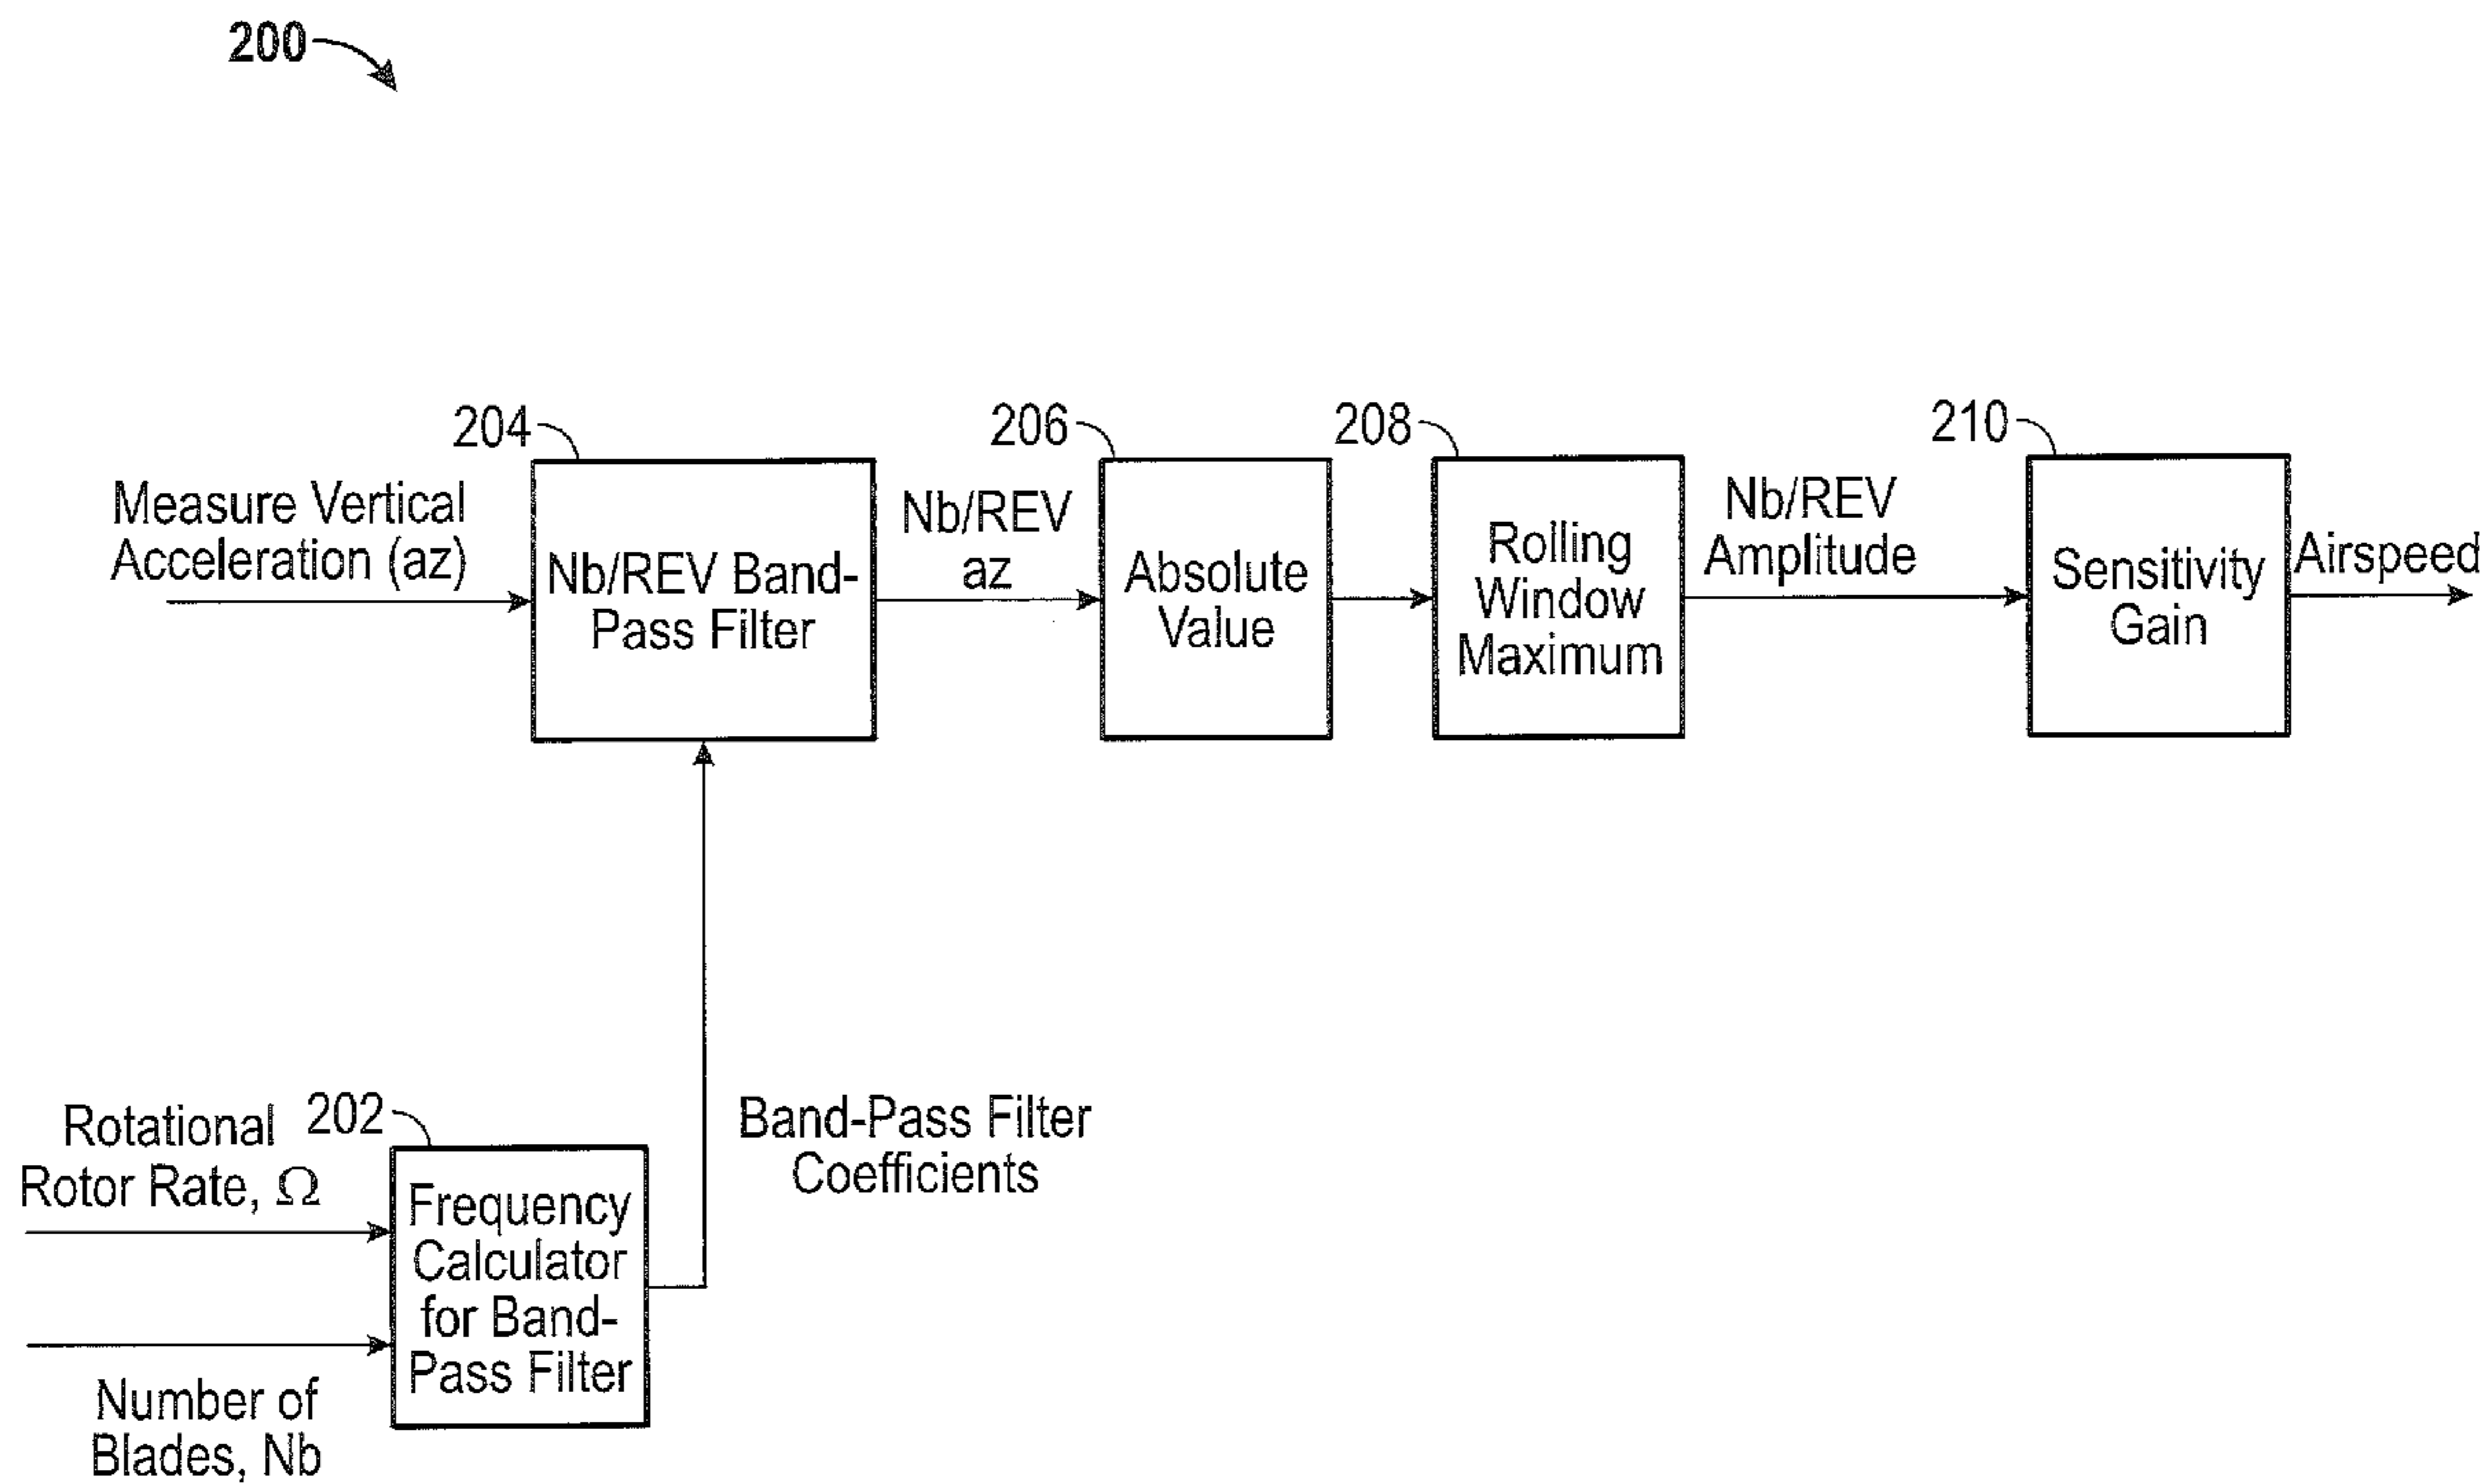 200
204
206
208
210
Measure Vertical
Acceleration (az)
Nb/REV Band-
Pass Filter
Nb/REV
az
Absolute
Value
Rolling
Window
Maximum
Nb/REV
Amplitude
Sensitivity
Gain
Airspeed
Rotational
Rotor Rate, Ω
202
Frequency
Calculator
for Band-
Pass Filter
Band-Pass Filter
Coefficients
Number of
Blades, Nb